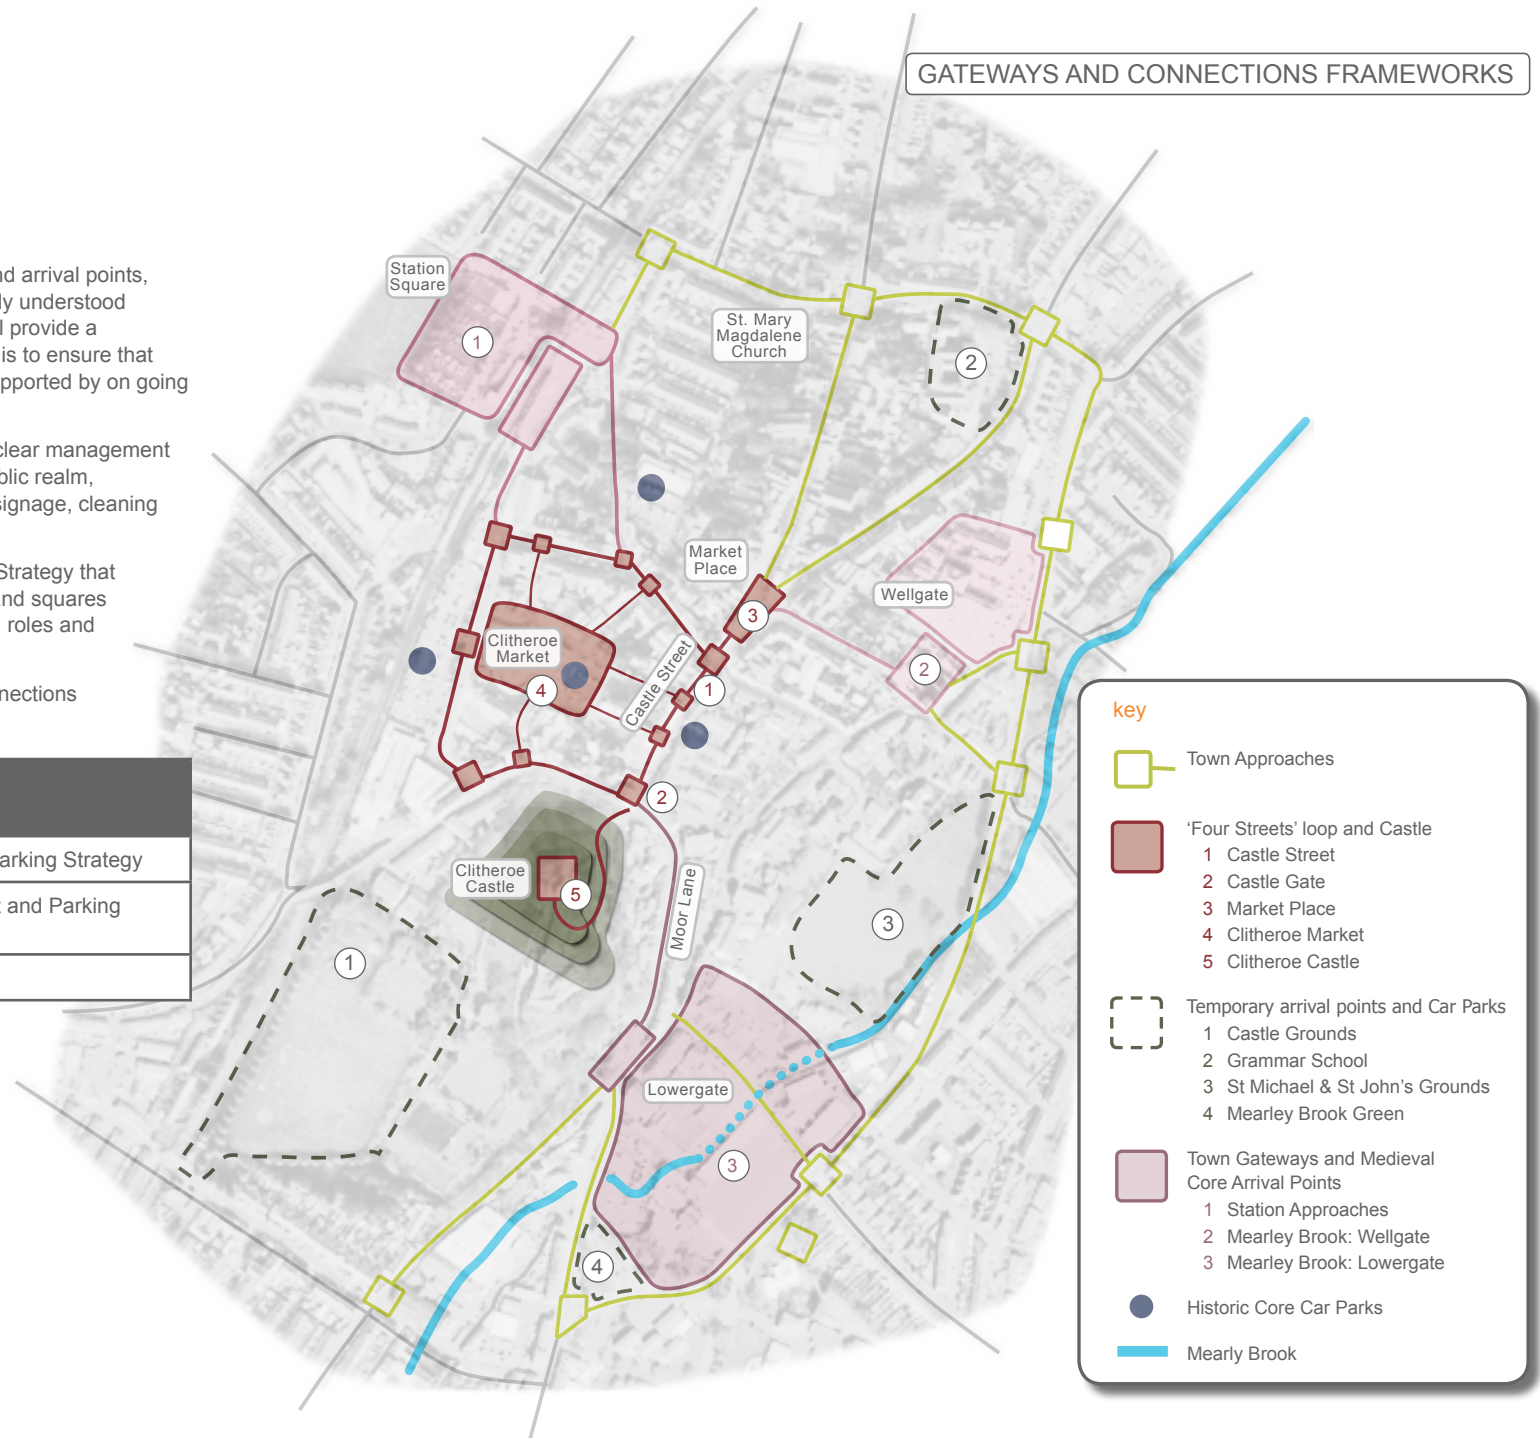 GATEWAYS AND CONNECTIONS FRAMEWORKS
nd arrival points,
ly understood
l provide a
is to ensure that
pported by on going
clear management
blic realm,
signage, cleaning
Strategy that
nd squares
roles and
nections
arking Strategy
t and Parking
Station
Square
1
St. Mary
Magdalene
Church
2
Market
Place
3
Wellgate
2
Clitheroe
Market
4
Castle Street
1
2
Clitheroe
Castle
5
Moor Lane
1
3
Lowergate
3
4
key
Town Approaches
‘Four Streets’ loop and Castle
1 Castle Street
2 Castle Gate
3 Market Place
4 Clitheroe Market
5 Clitheroe Castle
Temporary arrival points and Car Parks
1 Castle Grounds
2 Grammar School
3 St Michael & St John’s Grounds
4 Mearley Brook Green
Town Gateways and Medieval
Core Arrival Points
1 Station Approaches
2 Mearley Brook: Wellgate
3 Mearley Brook: Lowergate
Historic Core Car Parks
Mearly Brook